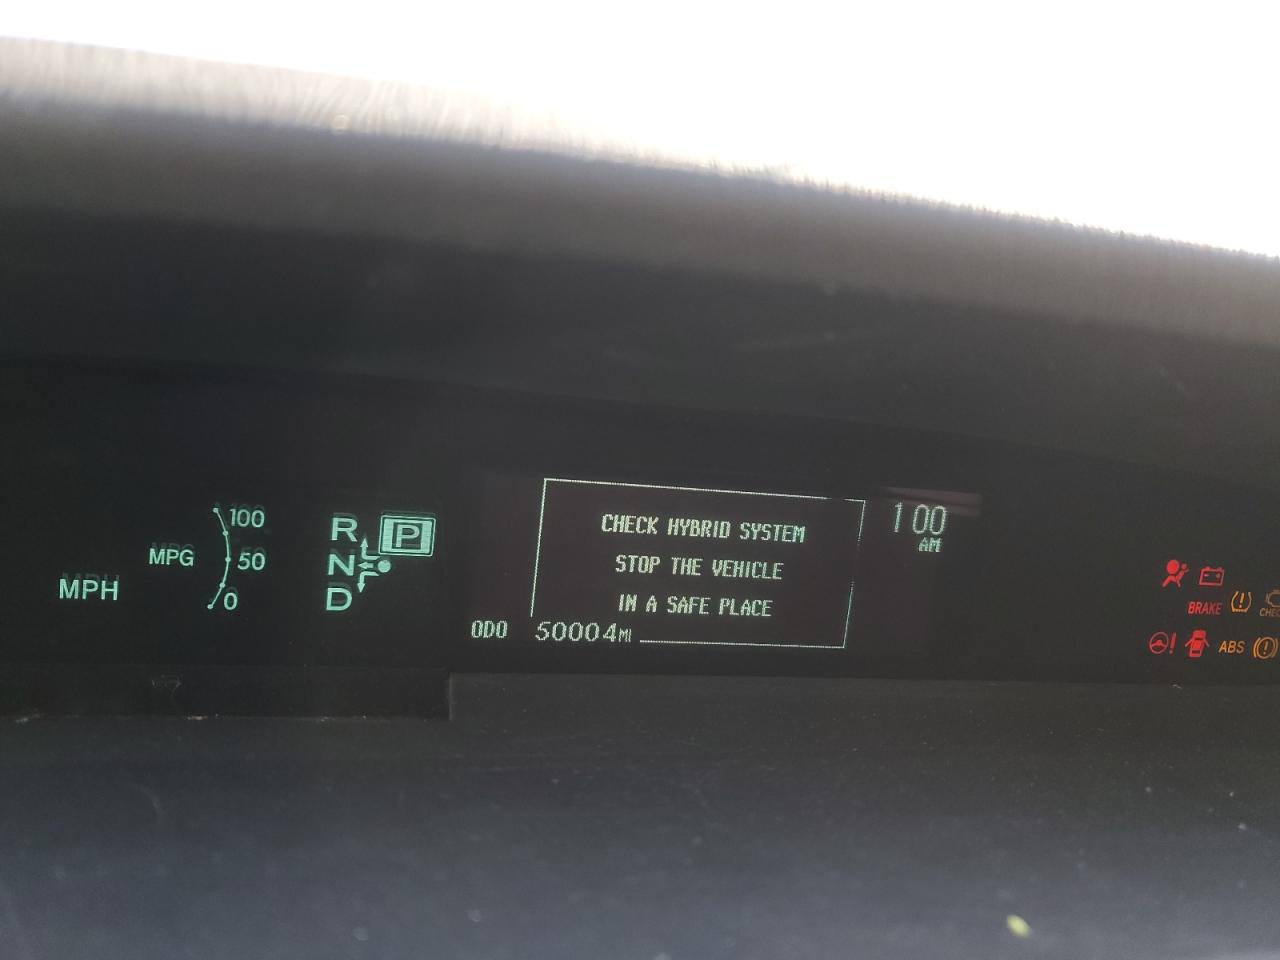 100
MPG
50
MPH
0
R
P
N
D
CHECK HYBRID SYSTEM
STOP THE VEHICLE
IN A SAFE PLACE
ODO 50004MI
1 00
AM
BRAKE
ABS